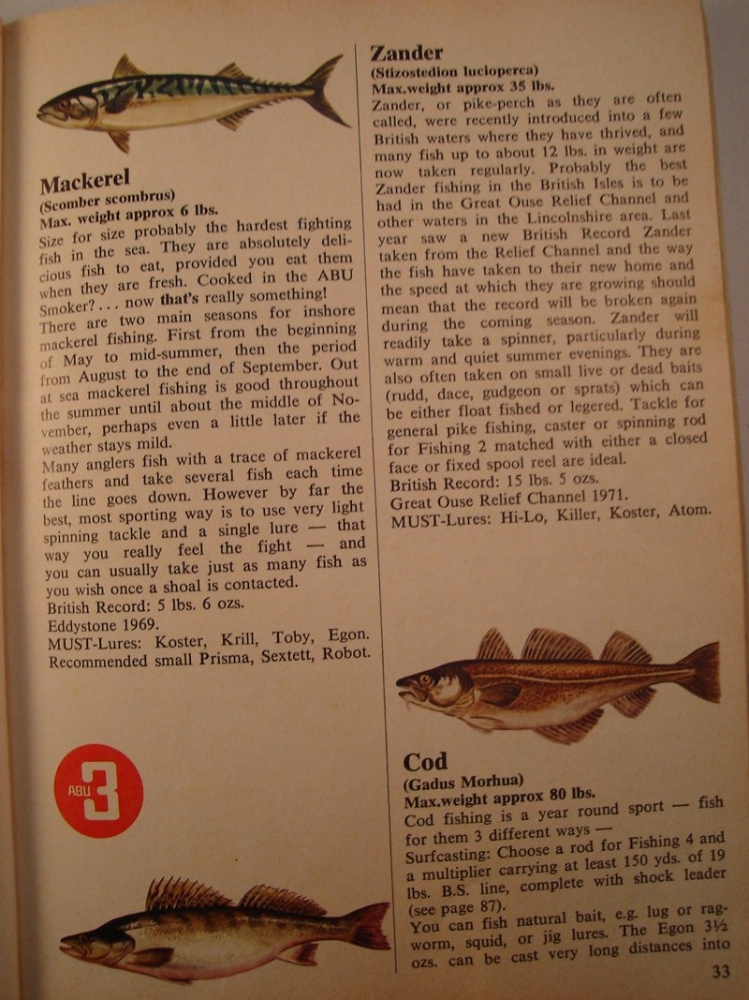 Mackerel
(Scomber scombrus)
Max. weight approx 6 lbs.
Size for size probably the hardest fighting
fish in the sea. They are absolutely deli-
cious fish to eat, provided you eat them
when they are fresh. Cooked in the ABU
Smoker?... now that's really something!
There are two main seasons for inshore
mackerel fishing. First from the beginning
of May to mid-summer, then the period
from August to the end of September. Out
at sea mackerel fishing is good throughout
the summer until about the middle of No-
vember, perhaps even a little later if the
weather stays mild.
Many anglers fish with a trace of mackerel
feathers and take several fish each time
the line goes down. However by far the
best, most sporting way is to use very light
spinning tackle and a single lure — that
way you really feel the fight — and
you can usually take just as many fish as
you wish once a shoal is contacted.
British Record: 5 lbs. 6 ozs.
Eddystone 1969.
MUST-Lures: Koster, Krill, Toby, Egon.
Recommended small Prisma, Sextett, Robot.
ABU 3
Zander
(Stizostedion lucioperca)
Max.weight approx 35 lbs.
Zander, or pike-perch as they are often
called, were recently introduced into a few
British waters where they have thrived, and
many fish up to about 12 lbs. in weight are
now taken regularly. Probably the best
Zander fishing in the British Isles is to be
had in the Great Ouse Relief Channel and
other waters in the Lincolnshire area. Last
year saw a new British Record Zander
taken from the Relief Channel and the way
the fish have taken to their new home and
the speed at which they are growing should
mean that the record will be broken again
during the coming season. Zander will
readily take a spinner, particularly during
warm and quiet summer evenings. They are
also often taken on small live or dead baits
(rudd, dace, gudgeon or sprats) which can
be either float fished or legered. Tackle for
general pike fishing, caster or spinning rod
for Fishing 2 matched with either a closed
face or fixed spool reel are ideal.
British Record: 15 lbs. 5 ozs.
Great Ouse Relief Channel 1971.
MUST-Lures: Hi-Lo, Killer, Koster, Atom.
Cod
(Gadus Morhua)
Max.weight approx 80 lbs.
Cod fishing is a year round sport — fish
for them 3 different ways —
Surfcasting: Choose a rod for Fishing 4 and
a multiplier carrying at least 150 yds. of 19
lbs. B.S. line, complete with shock leader
(see page 87).
You can fish natural bait, e.g. lug or rag-
worm, squid, or jig lures. The Egon 3½
ozs. can be cast very long distances into
33